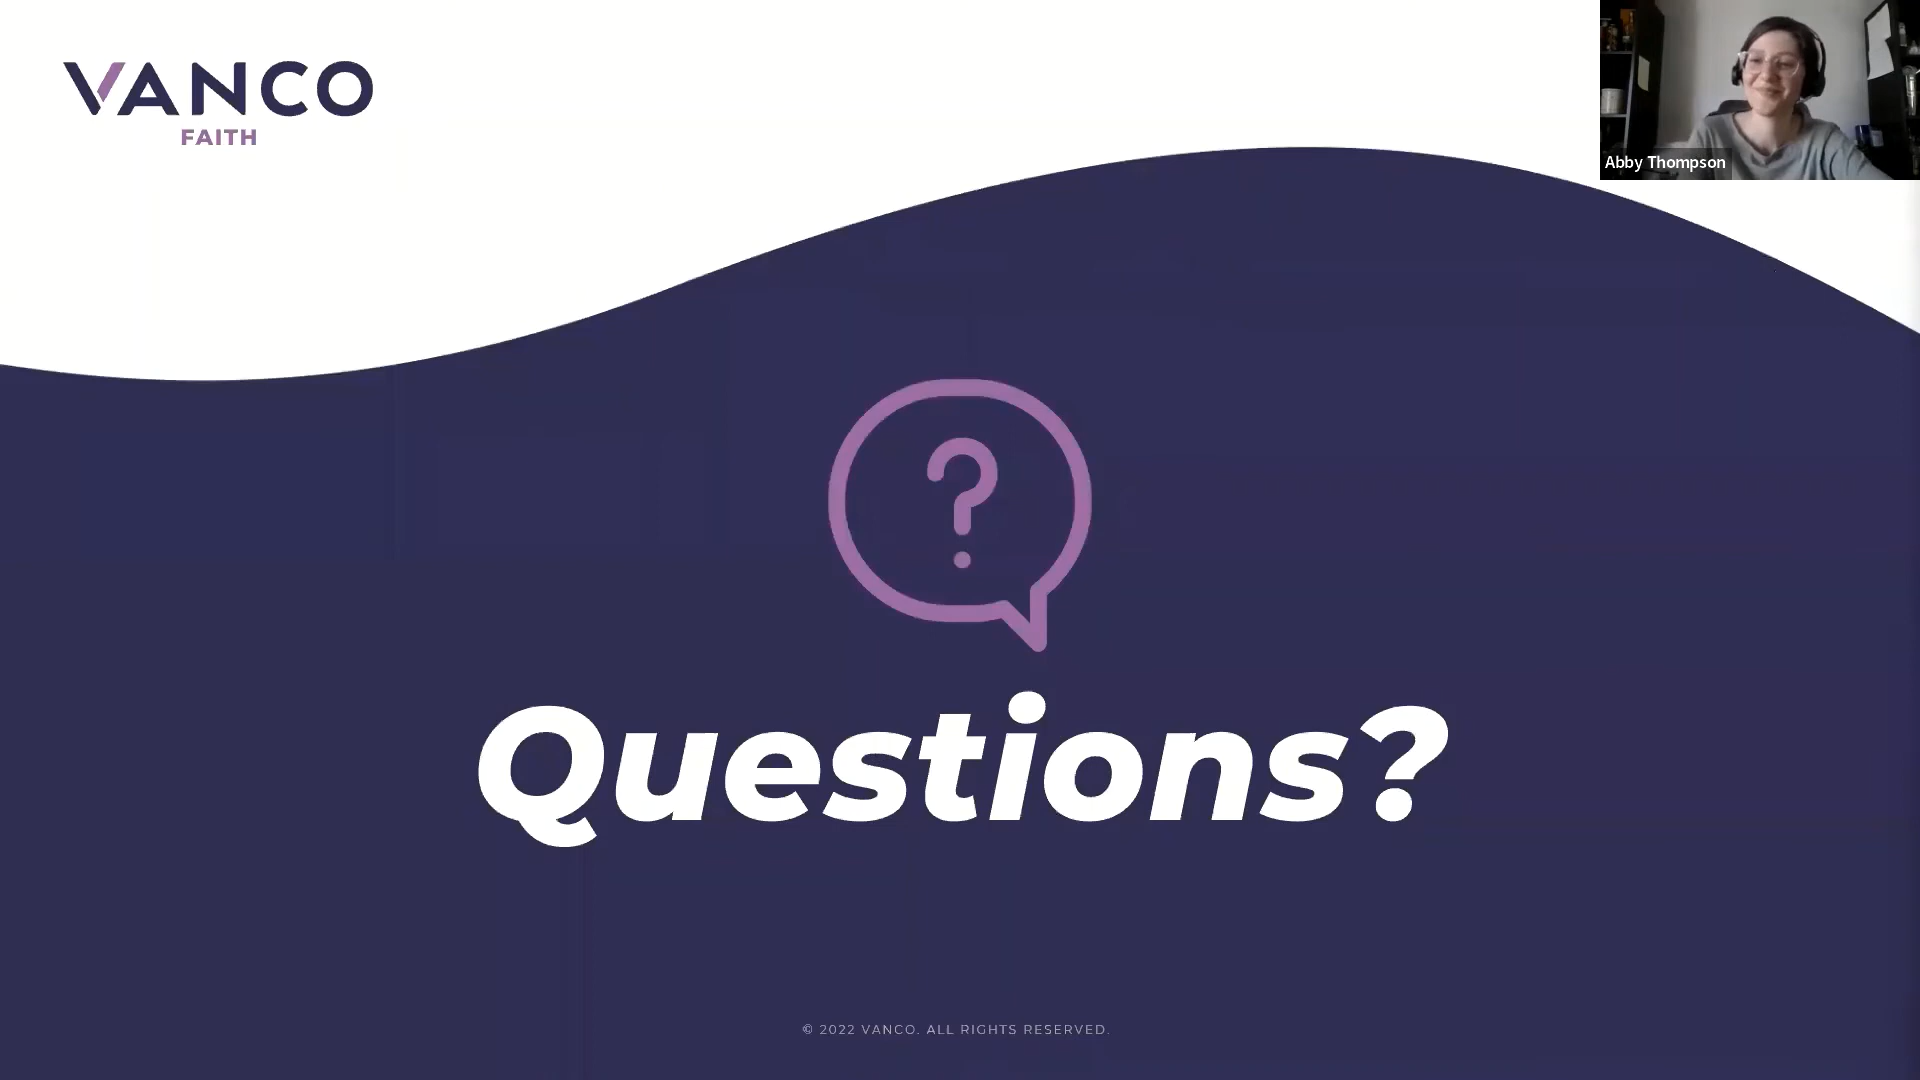 VANCO
FAITH
Abby Thompson
?
Questions?
© 2022 VANCO. ALL RIGHTS RESERVED.